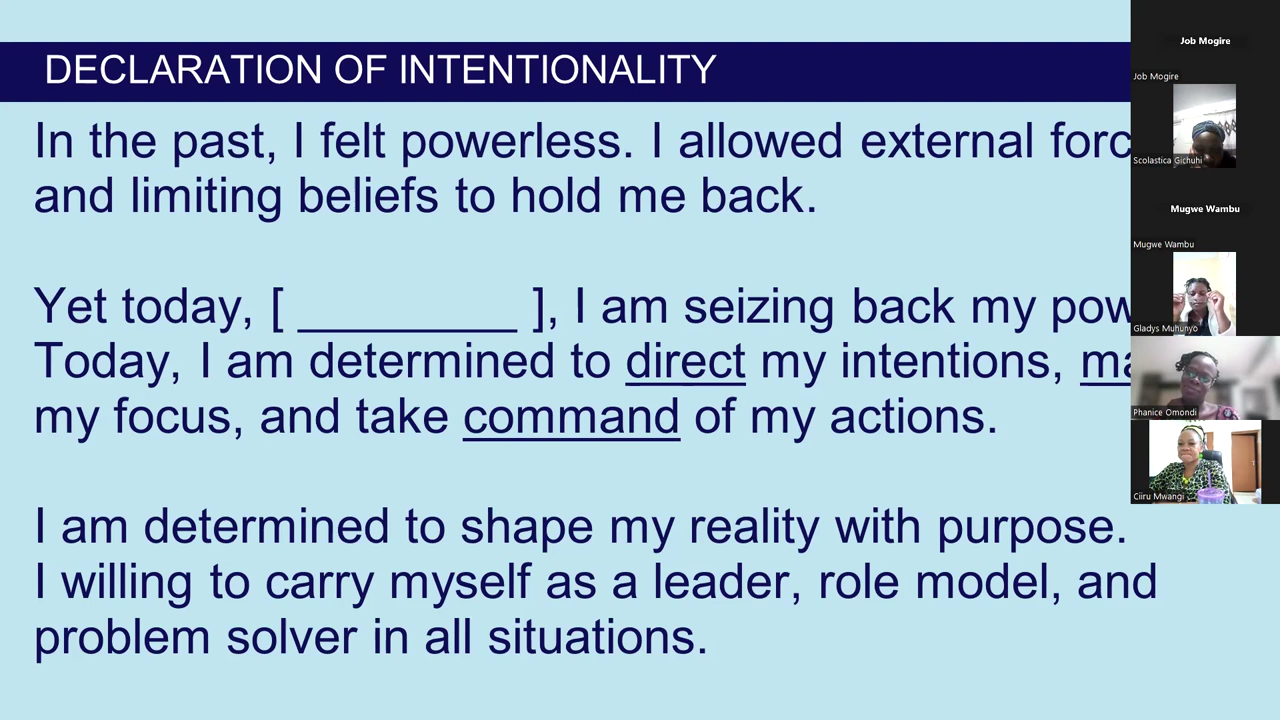 DECLARATION OF INTENTIONALITY
In the past, I felt powerless. I allowed external
and limiting beliefs to hold me back.
Yet today, [ _________ ], I am seizing back my
Today, I am determined to direct my intentions,
my focus, and take command of my actions.
I am determined to shape my reality with purpose.
I willing to carry myself as a leader, role model, and
problem solver in all situations.
Job Mogire
Job Mogire
Scolastica Gichuhi
Mugwe Wambu
Mugwe Wambu
Gladys Muhunyo
Phanice Omondi
Ciiru Mwangi